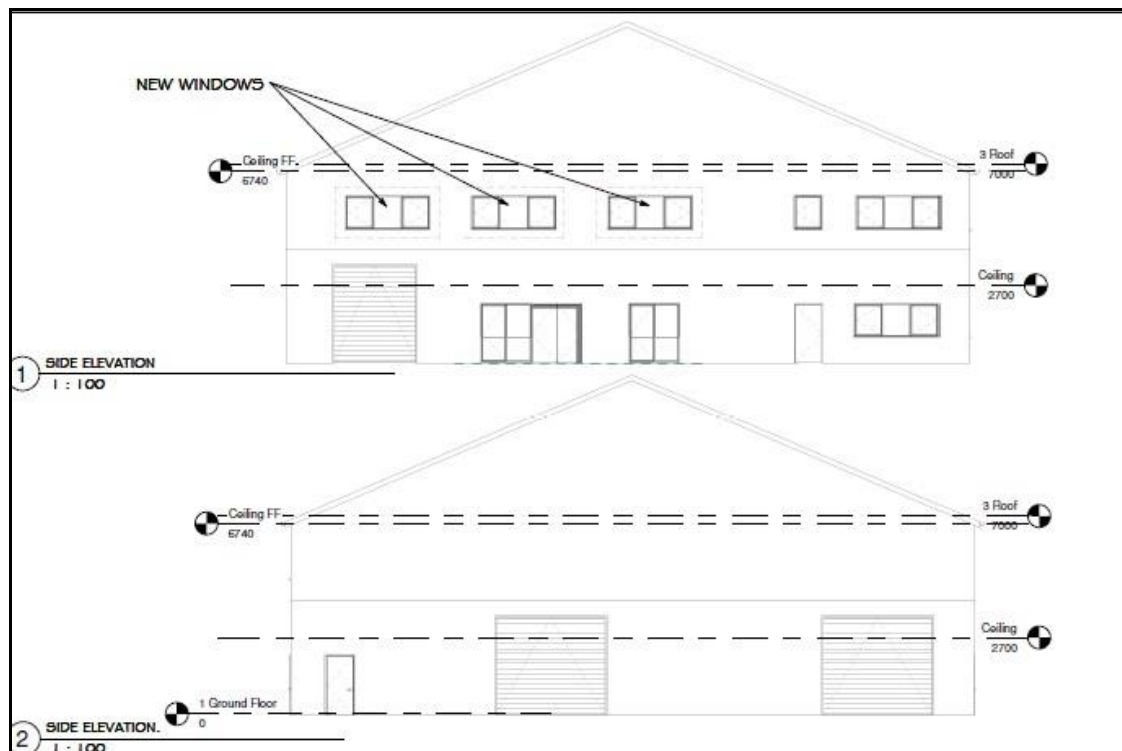 NEW WINDOWS
Ceiling FF.
6740
3 Roof
7000
Ceiling
2700
1
SIDE ELEVATION
1 : 100
Ceiling FF
6740
3 Roof
7000
Ceiling
2700
1 Ground Floor
0
2
SIDE ELEVATION.
1 : 100